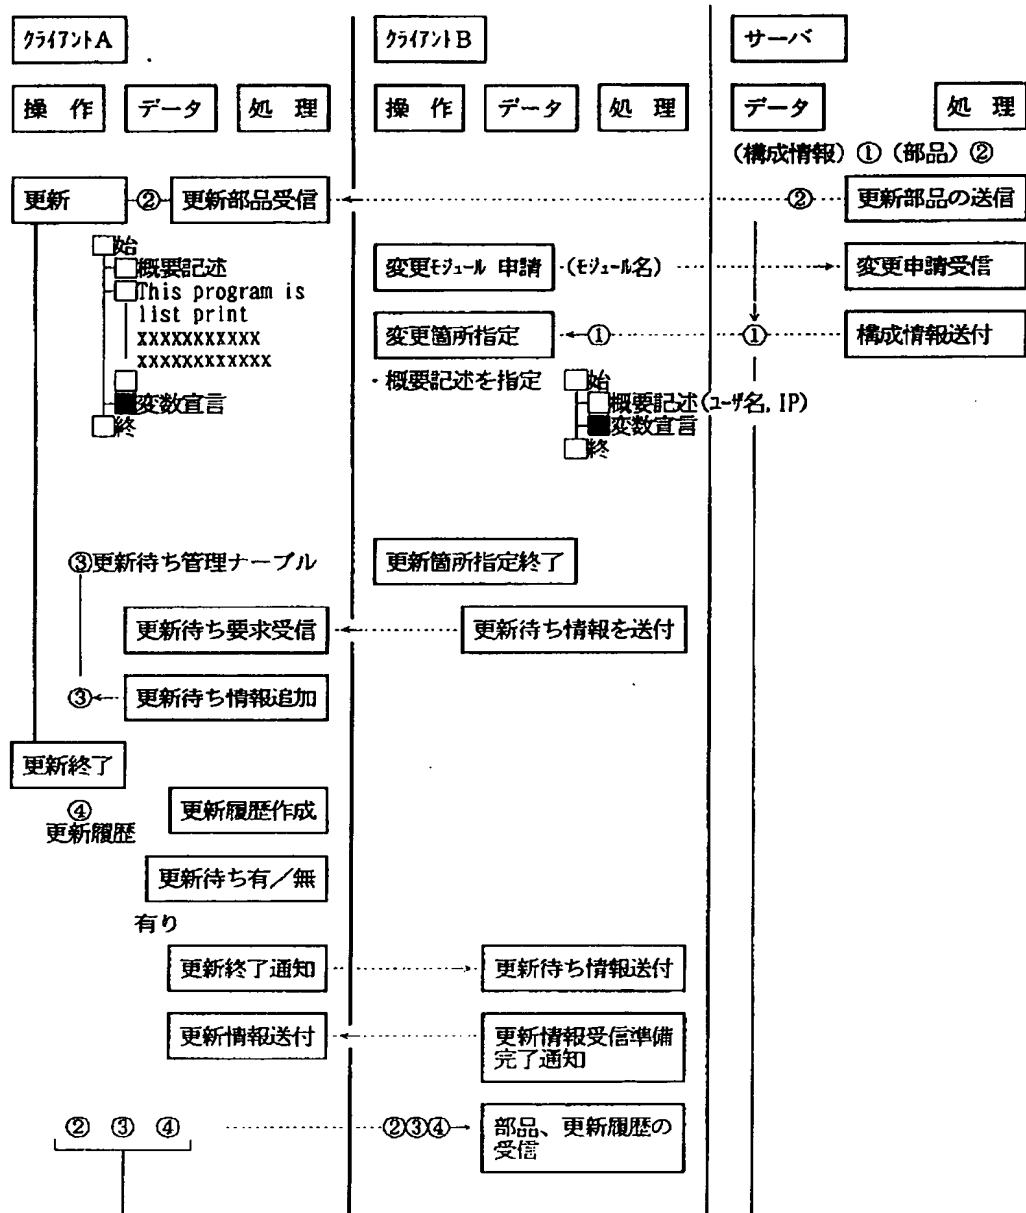 クライアントA
クライアントB
サーバ
操 作
データ
処 理
操 作
データ
処 理
データ
処 理
(構成情報) ① (部品) ②
更新
②
更新部品受信
②
更新部品の送信
始
概要記述
This program is
list print
xxxxxxxxxxx
xxxxxxxxxxxx
変数宣言
終
変更モジュール 申請
(モジュール名)
変更申請受信
変更箇所指定
①
①
構成情報送付
・概要記述を指定
始
概要記述(ユーザ名, IP)
変数宣言
終
③更新待ち管理テーブル
更新箇所指定終了
更新待ち要求受信
更新待ち情報を送付
③
更新待ち情報追加
更新終了
④
更新履歴
更新履歴作成
更新待ち有/無
有り
更新終了通知
更新待ち情報送付
更新情報送付
更新情報受信準備
完了通知
② ③ ④
②③④
部品、更新履歴の
受信